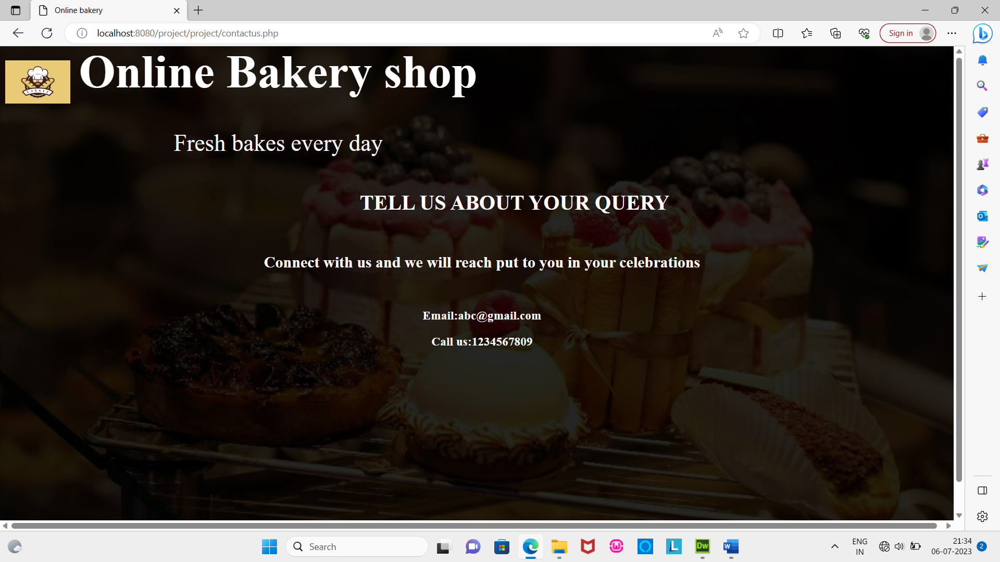 Online bakery
localhost:8080/project/project/contactus.php
Sign in
bakery
Online Bakery shop
Fresh bakes every day
TELL US ABOUT YOUR QUERY
Connect with us and we will reach put to you in your celebrations
Email:abc@gmail.com
Call us:1234567809
Search
Dw
W
L
ENG
IN
21:34
06-07-2023
2